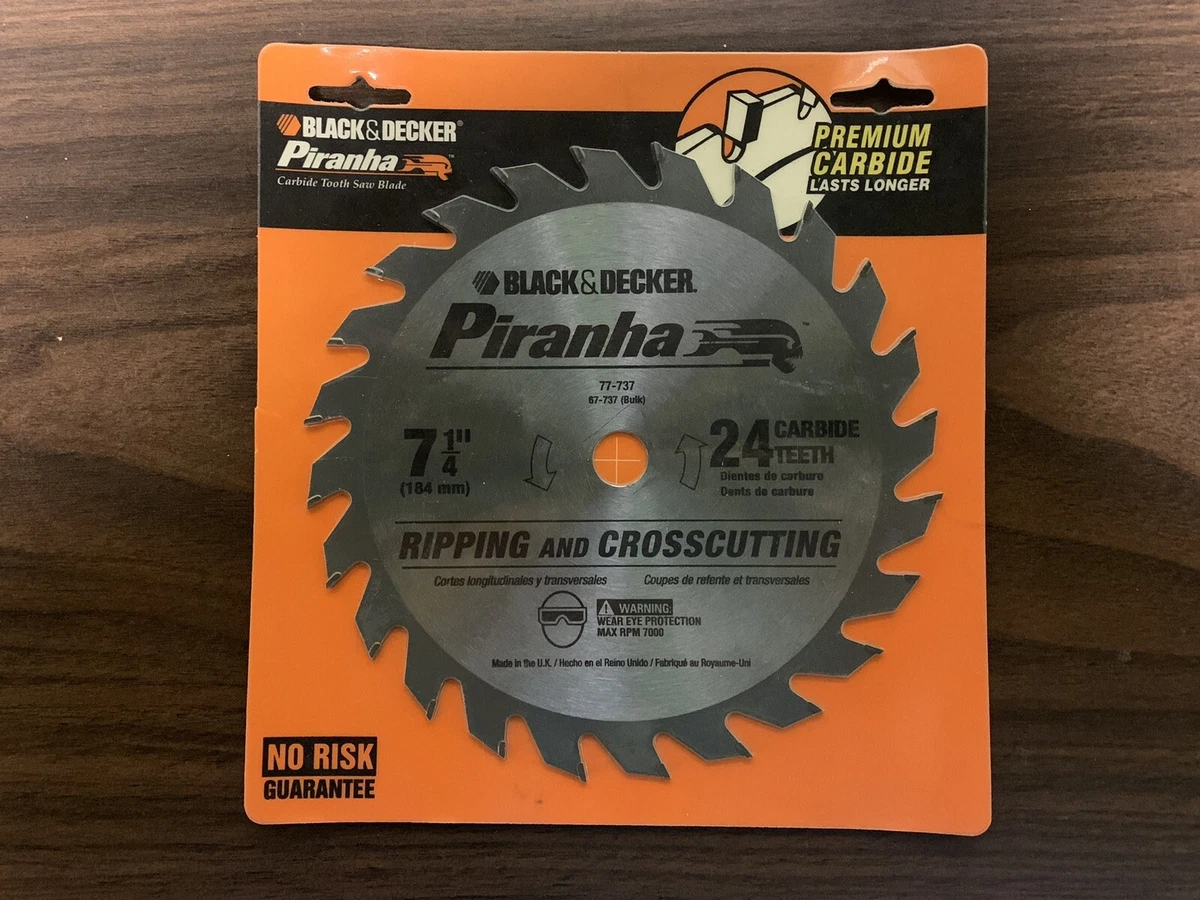 BLACK&DECKER®
Piranha™
Carbide Tooth Saw Blade
PREMIUM
CARBIDE
LASTS LONGER
BLACK&DECKER®
Piranha™
77-737
67-737 (Bulk)
7 1/4"
(184 mm)
24 CARBIDE
TEETH
Dientes de carburo
Dents de carbure
RIPPING AND CROSSCUTTING
Cortes longitudinales y transversales
Coupes de refente et transversales
WARNING:
WEAR EYE PROTECTION
MAX RPM 7000
Made in the U.K. / Hecho en el Reino Unido / Fabriqué au Royaume-Uni
NO RISK
GUARANTEE